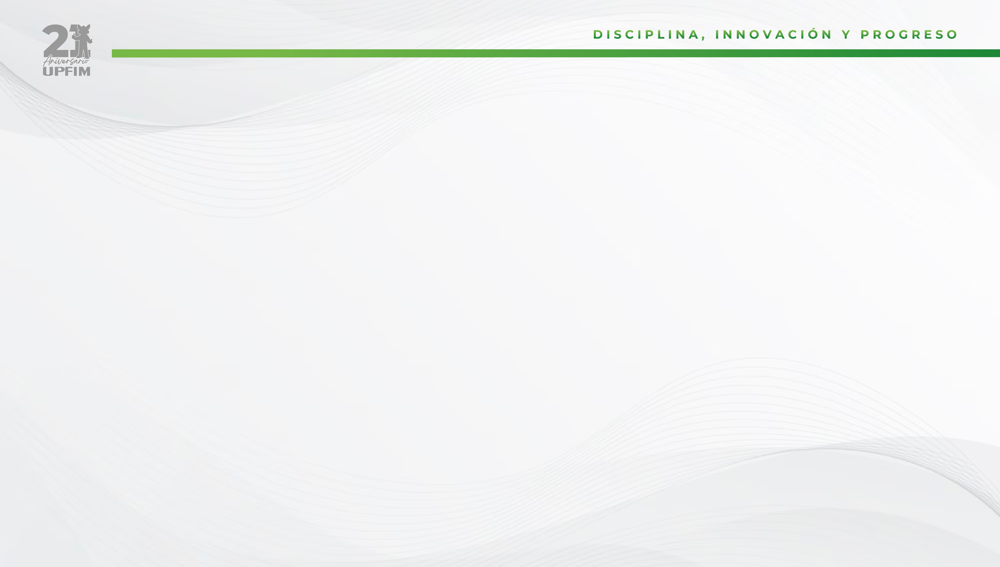 21
Aniversario
UPFIM
DISCIPLINA, INNOVACIÓN Y PROGRESO